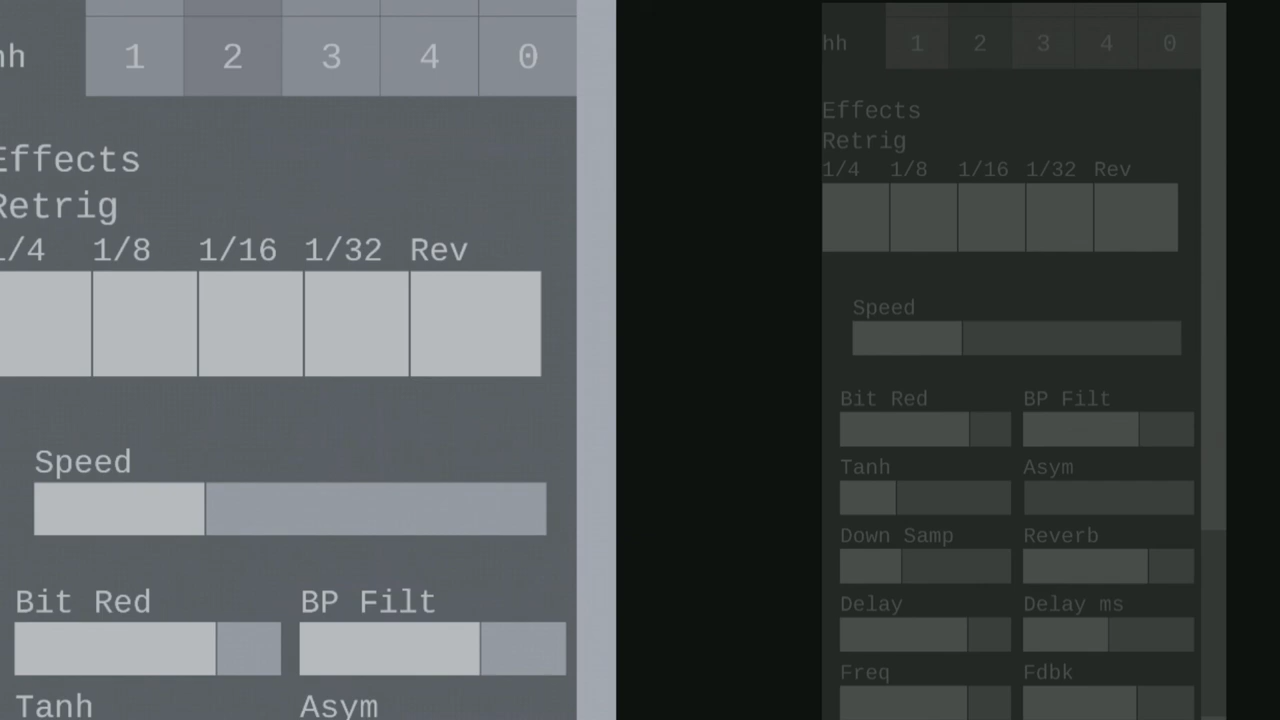 hh 1 2 3 4 0
Effects
Retrig
1/4 1/8 1/16 1/32 Rev
Speed
Bit Red BP Filt
Tanh Asym
hh 1 2 3 4 0
Effects
Retrig
1/4 1/8 1/16 1/32 Rev
Speed
Bit Red BP Filt
Tanh Asym
Down Samp Reverb
Delay Delay ms
Freq Fdbk